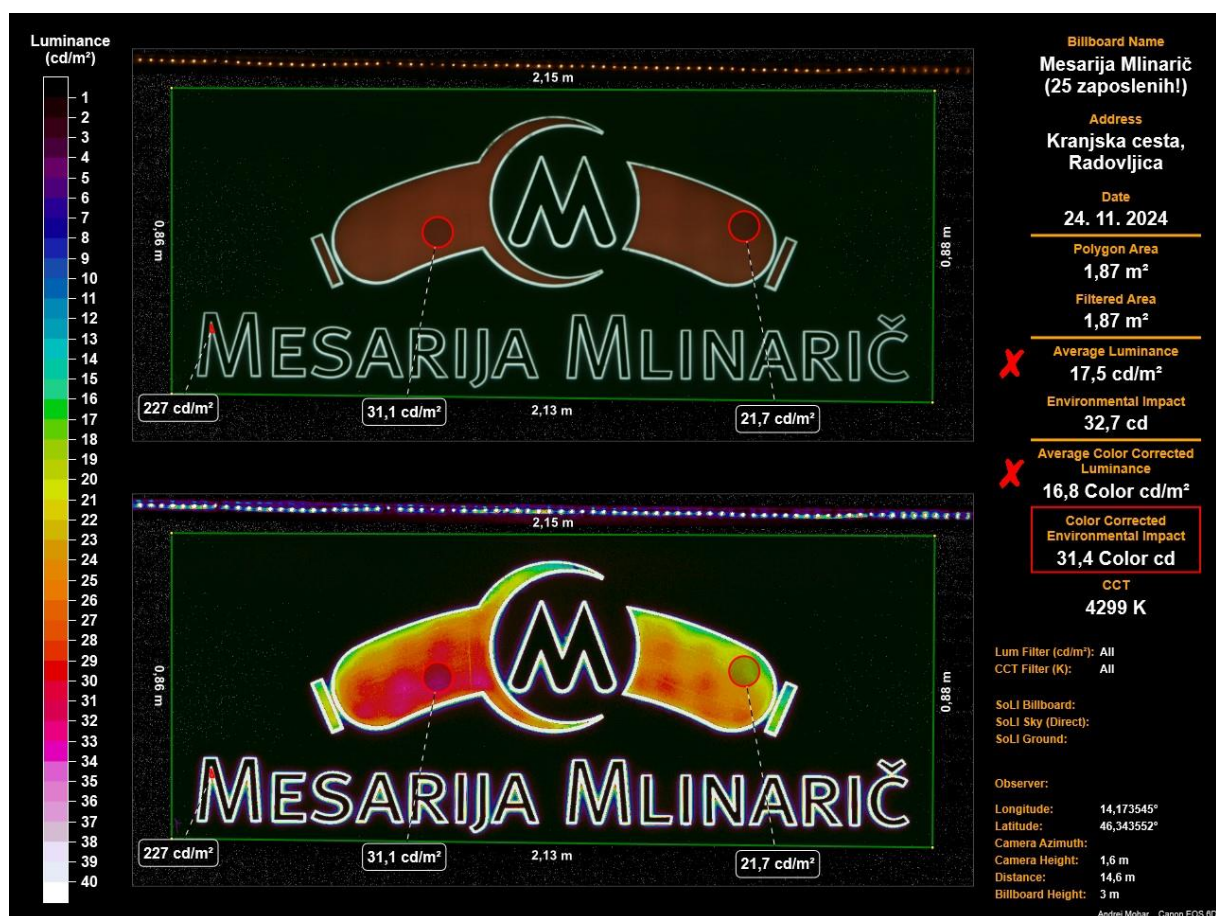 Luminance
(cd/m²)
1
2
3
4
5
6
7
8
9
10
11
12
13
14
15
16
17
18
19
20
21
22
23
24
25
26
27
28
29
30
31
32
33
34
35
36
37
38
39
40
2,15 m
0,86 m
0,88 m
M
MESARIJA MLINARIČ
227 cd/m²
31,1 cd/m²
2,13 m
21,7 cd/m²
2,15 m
0,86 m
0,88 m
M
MESARIJA MLINARIČ
227 cd/m²
31,1 cd/m²
2,13 m
21,7 cd/m²
Billboard Name
Mesarija Mlinarič
(25 zaposlenih!)
Address
Kranjska cesta,
Radovljica
Date
24. 11. 2024
Polygon Area
1,87 m²
Filtered Area
1,87 m²
Average Luminance
17,5 cd/m²
Environmental Impact
32,7 cd
Average Color Corrected
Luminance
16,8 Color cd/m²
Color Corrected
Environmental Impact
31,4 Color cd
CCT
4299 K
Lum Filter (cd/m²): All
CCT Filter (K): All
SoLI Billboard:
SoLI Sky (Direct):
SoLI Ground:
Observer:
Longitude: 14,173545°
Latitude: 46,343552°
Camera Azimuth:
Camera Height: 1,6 m
Distance: 14,6 m
Billboard Height: 3 m
Andrej Mohar Canon EOS 6D